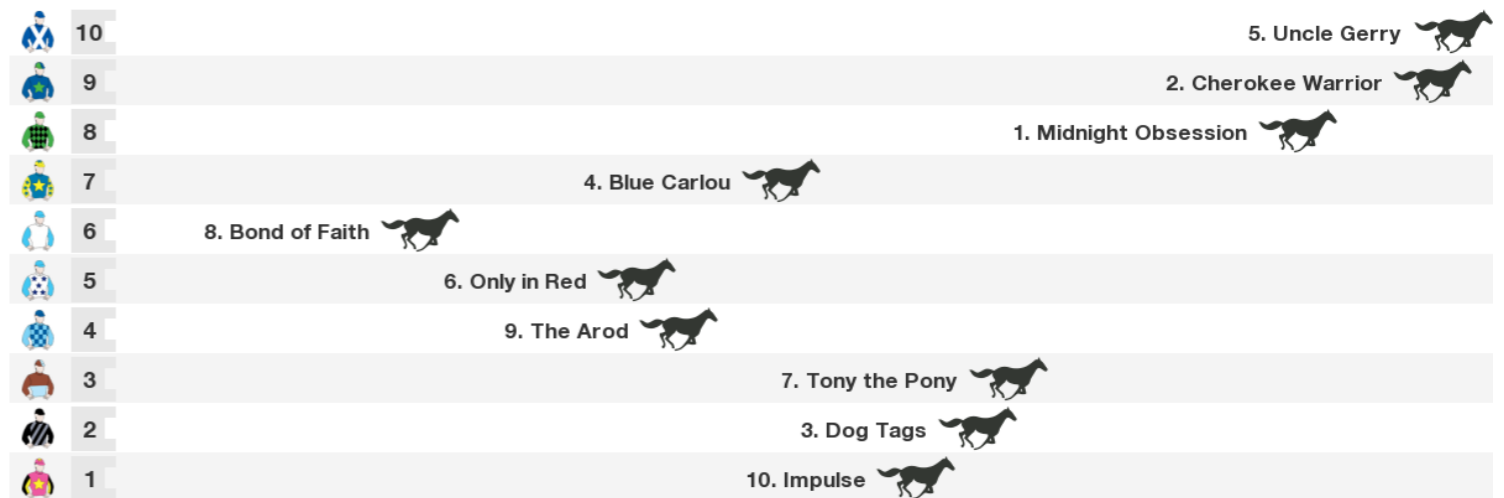 10 5. Uncle Gerry
9 2. Cherokee Warrior
8 1. Midnight Obsession
7 4. Blue Carlou
6 8. Bond of Faith
5 6. Only in Red
4 9. The Arod
3 7. Tony the Pony
2 3. Dog Tags
1 10. Impulse